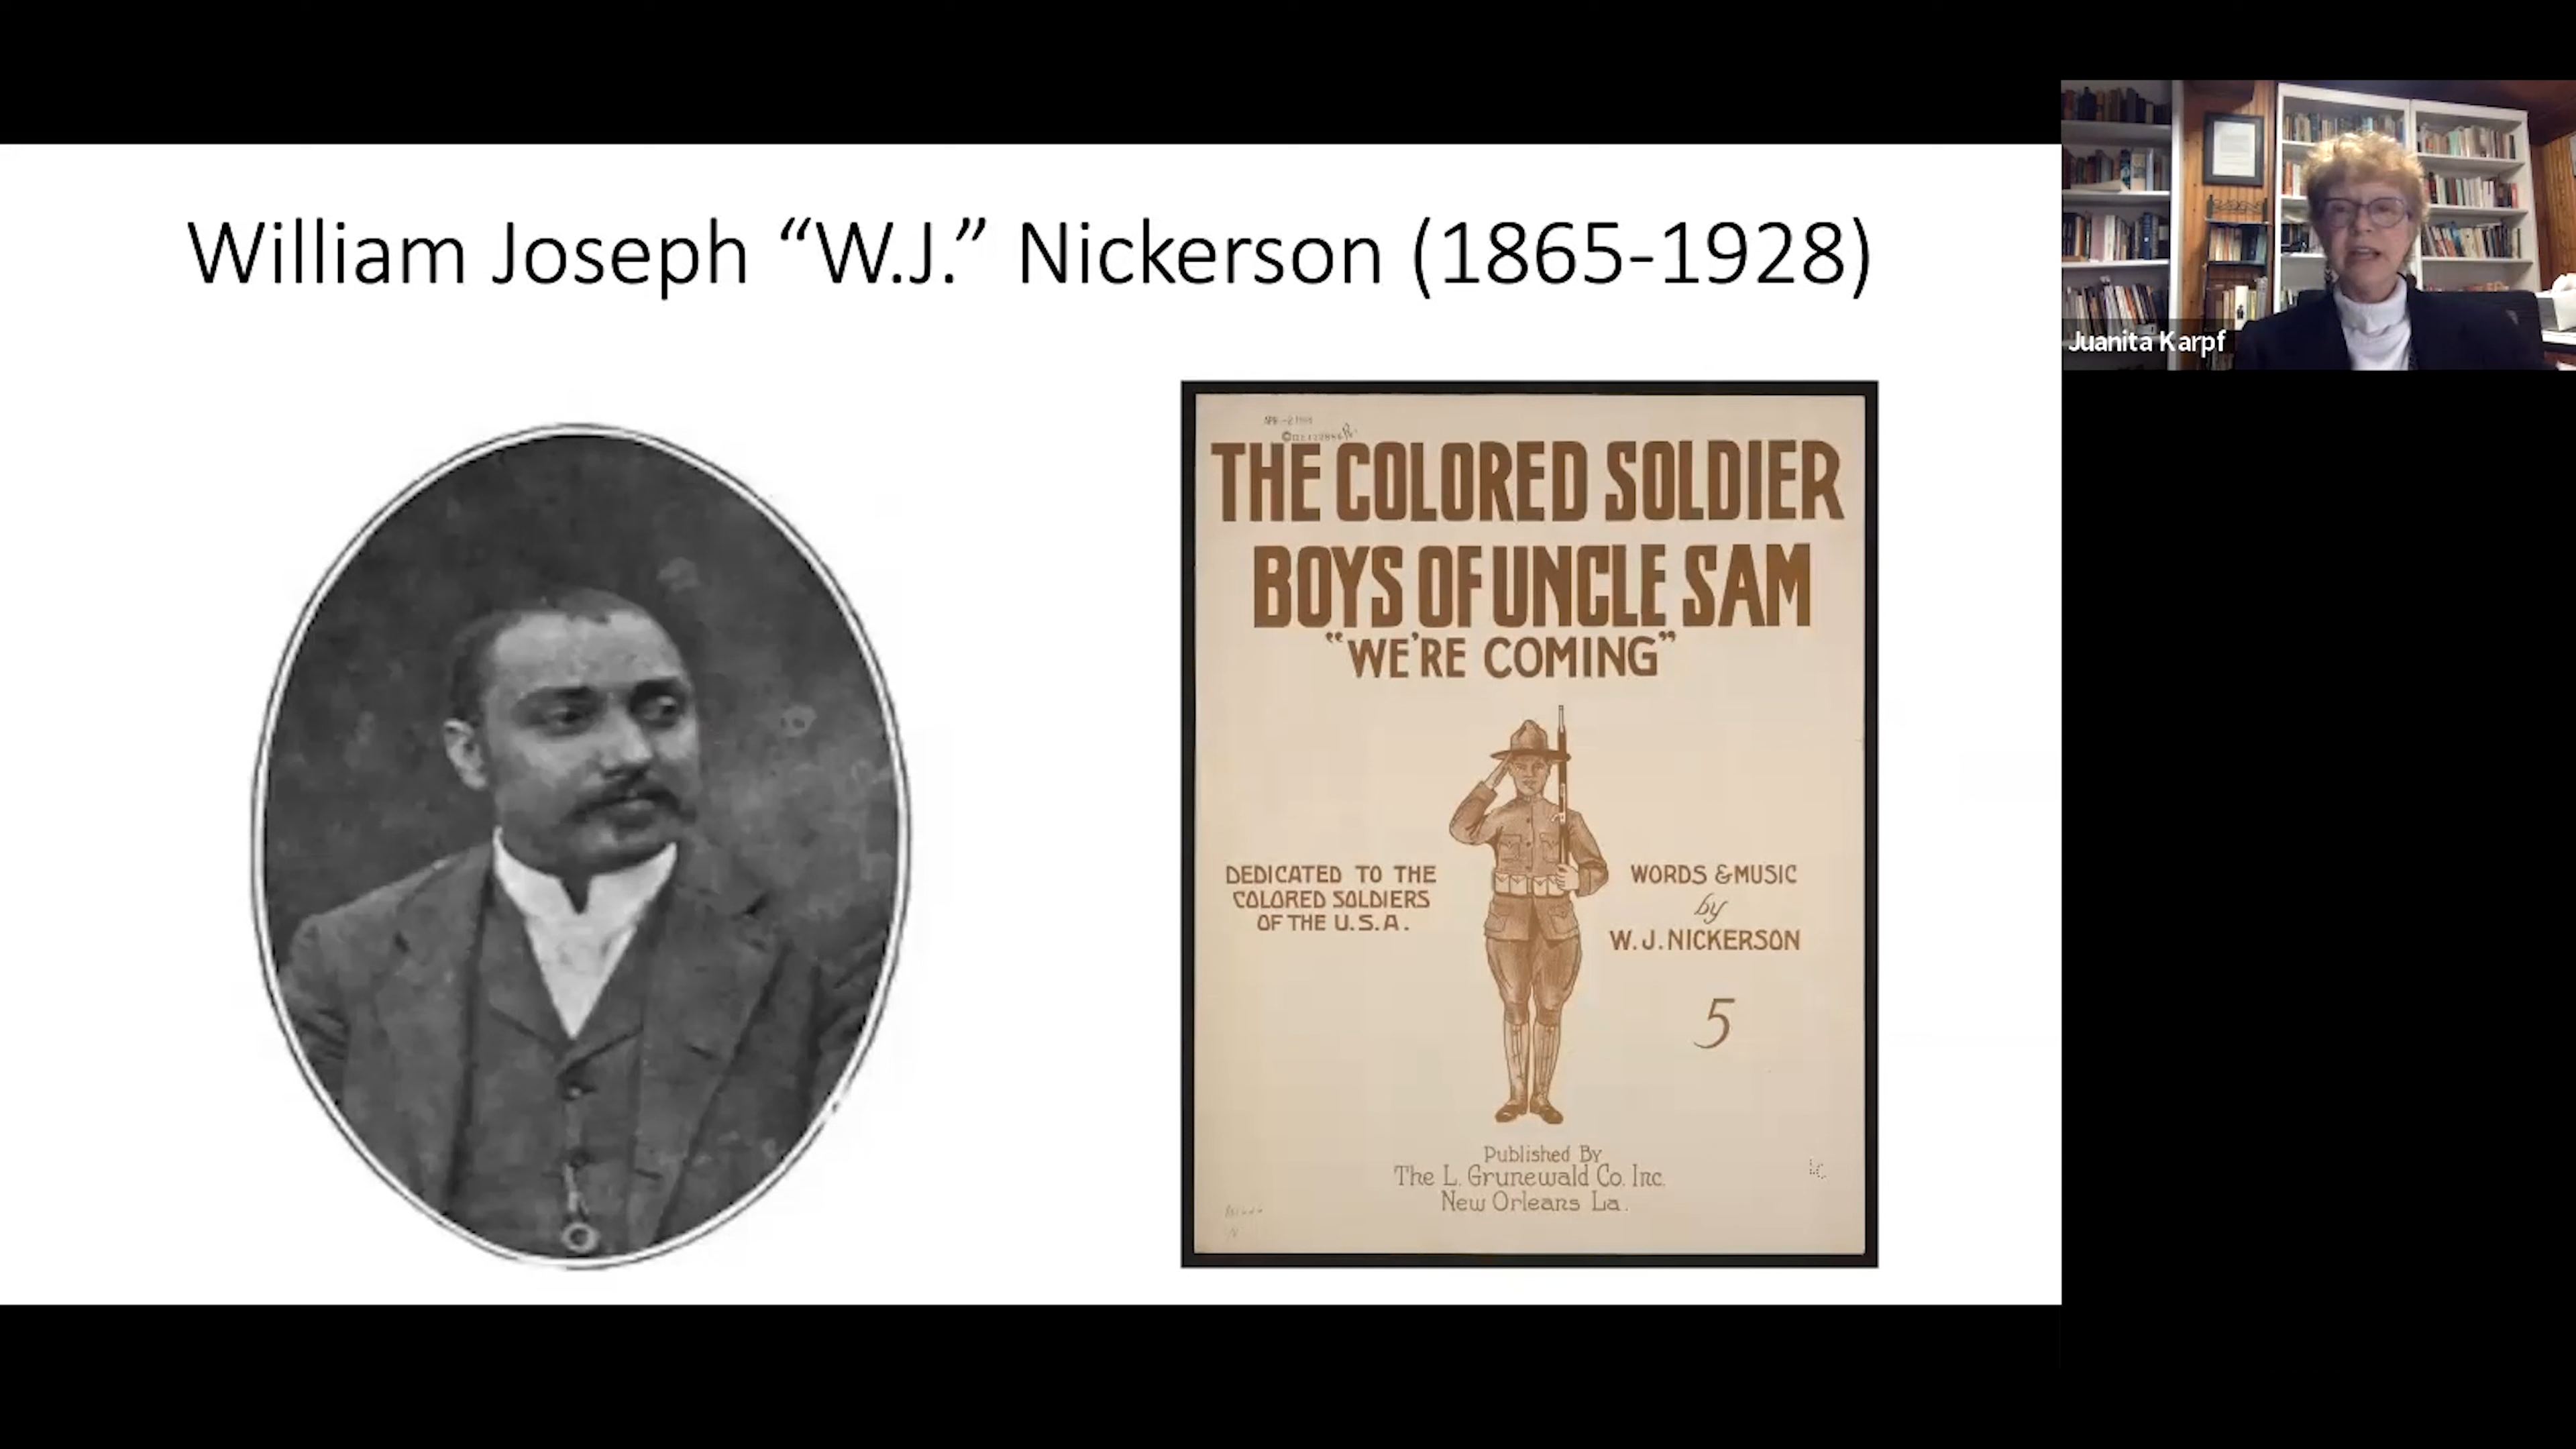 William Joseph “W.J.” Nickerson (1865-1928)
Juanita Karpf
THE COLORED SOLDIER
BOYS OF UNCLE SAM
“WE'RE COMING”
DEDICATED TO THE
COLORED SOLDIERS
OF THE U.S.A.
WORDS & MUSIC
by
W. J. NICKERSON
5
Published By
The L. Grunewald Co. Inc.
New Orleans La.